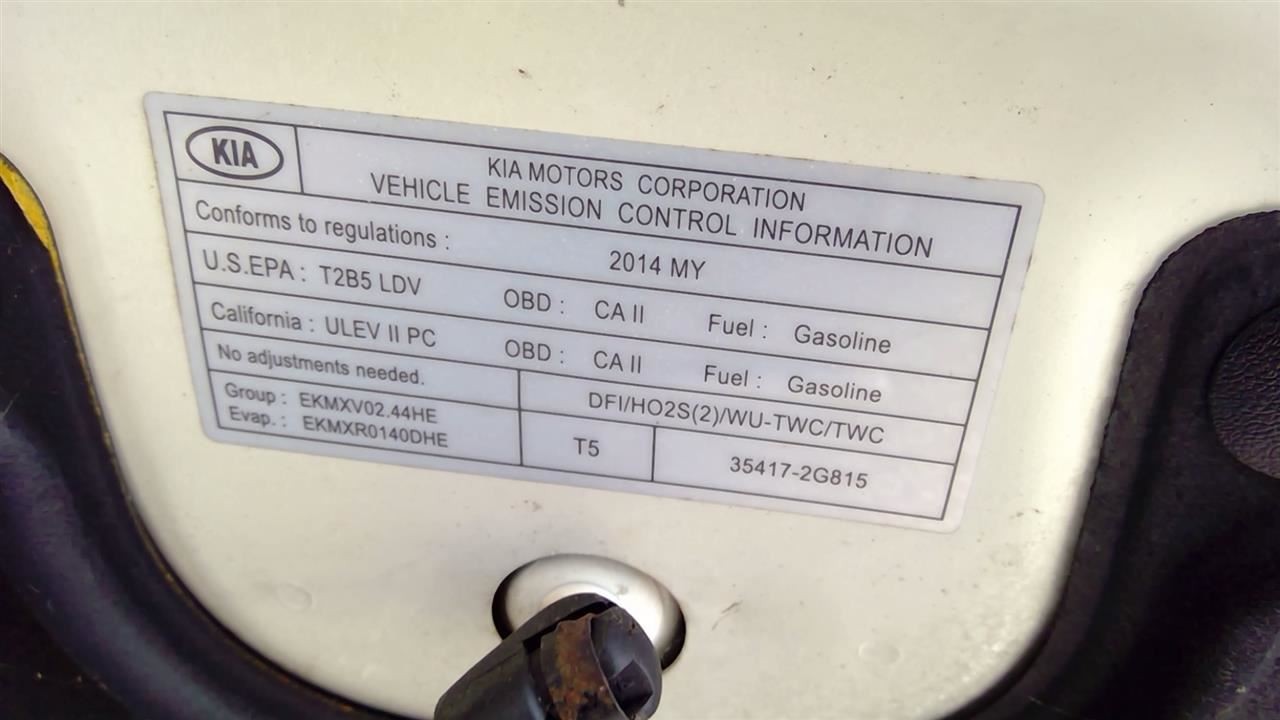 KIA
KIA MOTORS CORPORATION
VEHICLE EMISSION CONTROL INFORMATION
Conforms to regulations : 2014 MY
U.S.EPA : T2B5 LDV OBD : CA II Fuel : Gasoline
California : ULEV II PC OBD : CA II Fuel : Gasoline
No adjustments needed.
DFI/HO2S(2)/WU-TWC/TWC
Group : EKMXV02.44HE
Evap. : EKMXR0140DHE
T5
35417-2G815